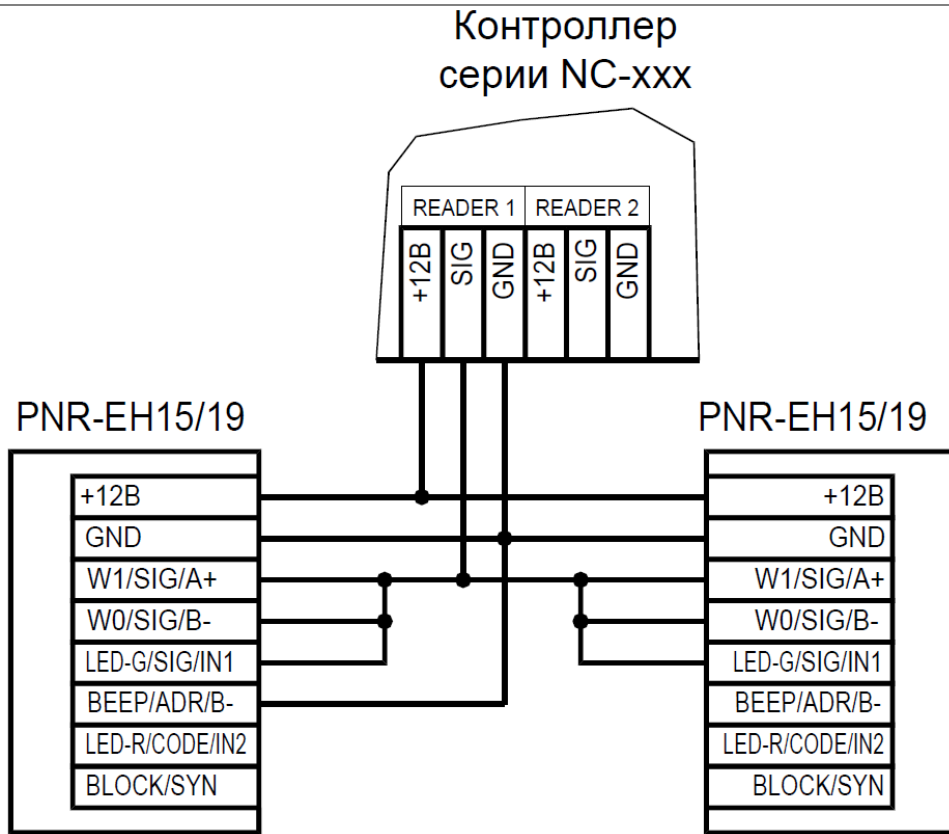 Контроллер
серии NC-xxx
READER 1 READER 2
+12В SIG GND +12В SIG GND
PNR-EH15/19
+12В
GND
W1/SIG/A+
W0/SIG/B-
LED-G/SIG/IN1
BEEP/ADR/B-
LED-R/CODE/IN2
BLOCK/SYN
PNR-EH15/19
+12В
GND
W1/SIG/A+
W0/SIG/B-
LED-G/SIG/IN1
BEEP/ADR/B-
LED-R/CODE/IN2
BLOCK/SYN